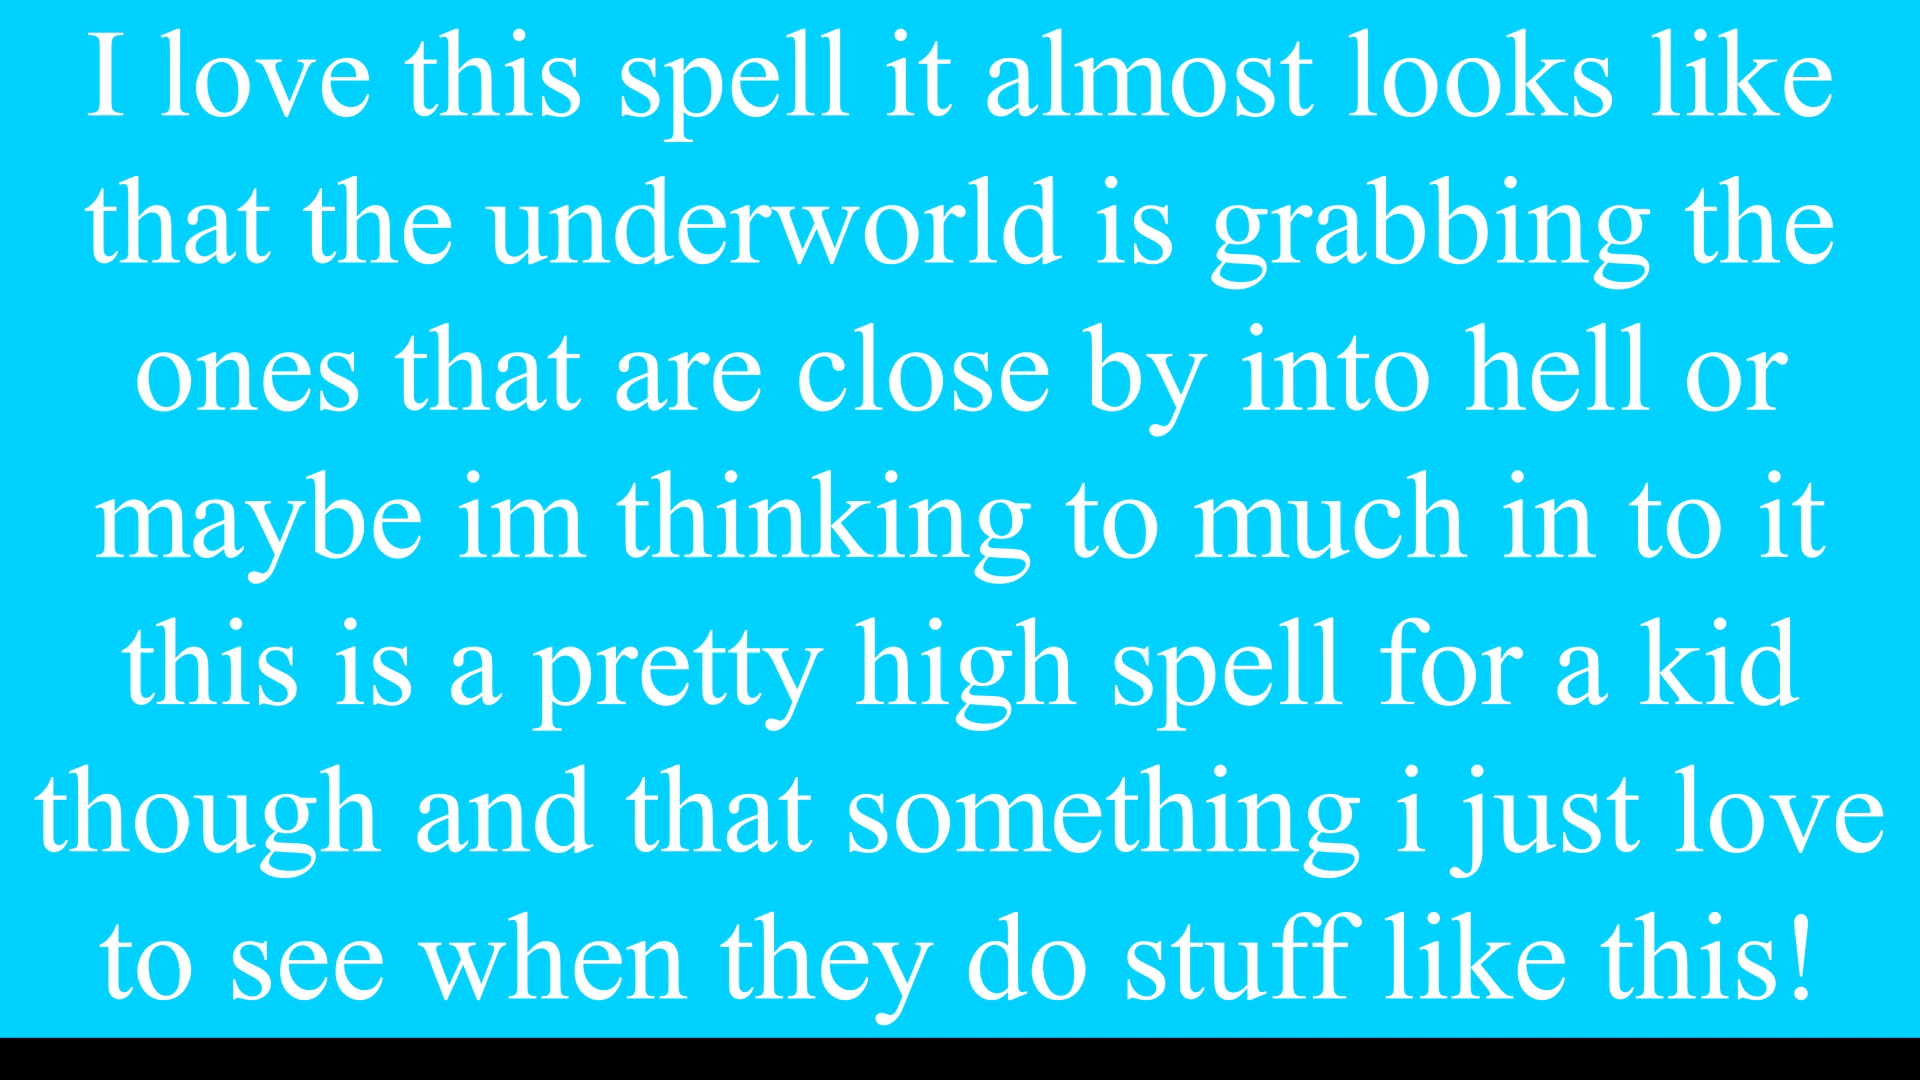 I love this spell it almost looks like
that the underworld is grabbing the
ones that are close by into hell or
maybe im thinking to much in to it
this is a pretty high spell for a kid
though and that something i just love
to see when they do stuff like this!